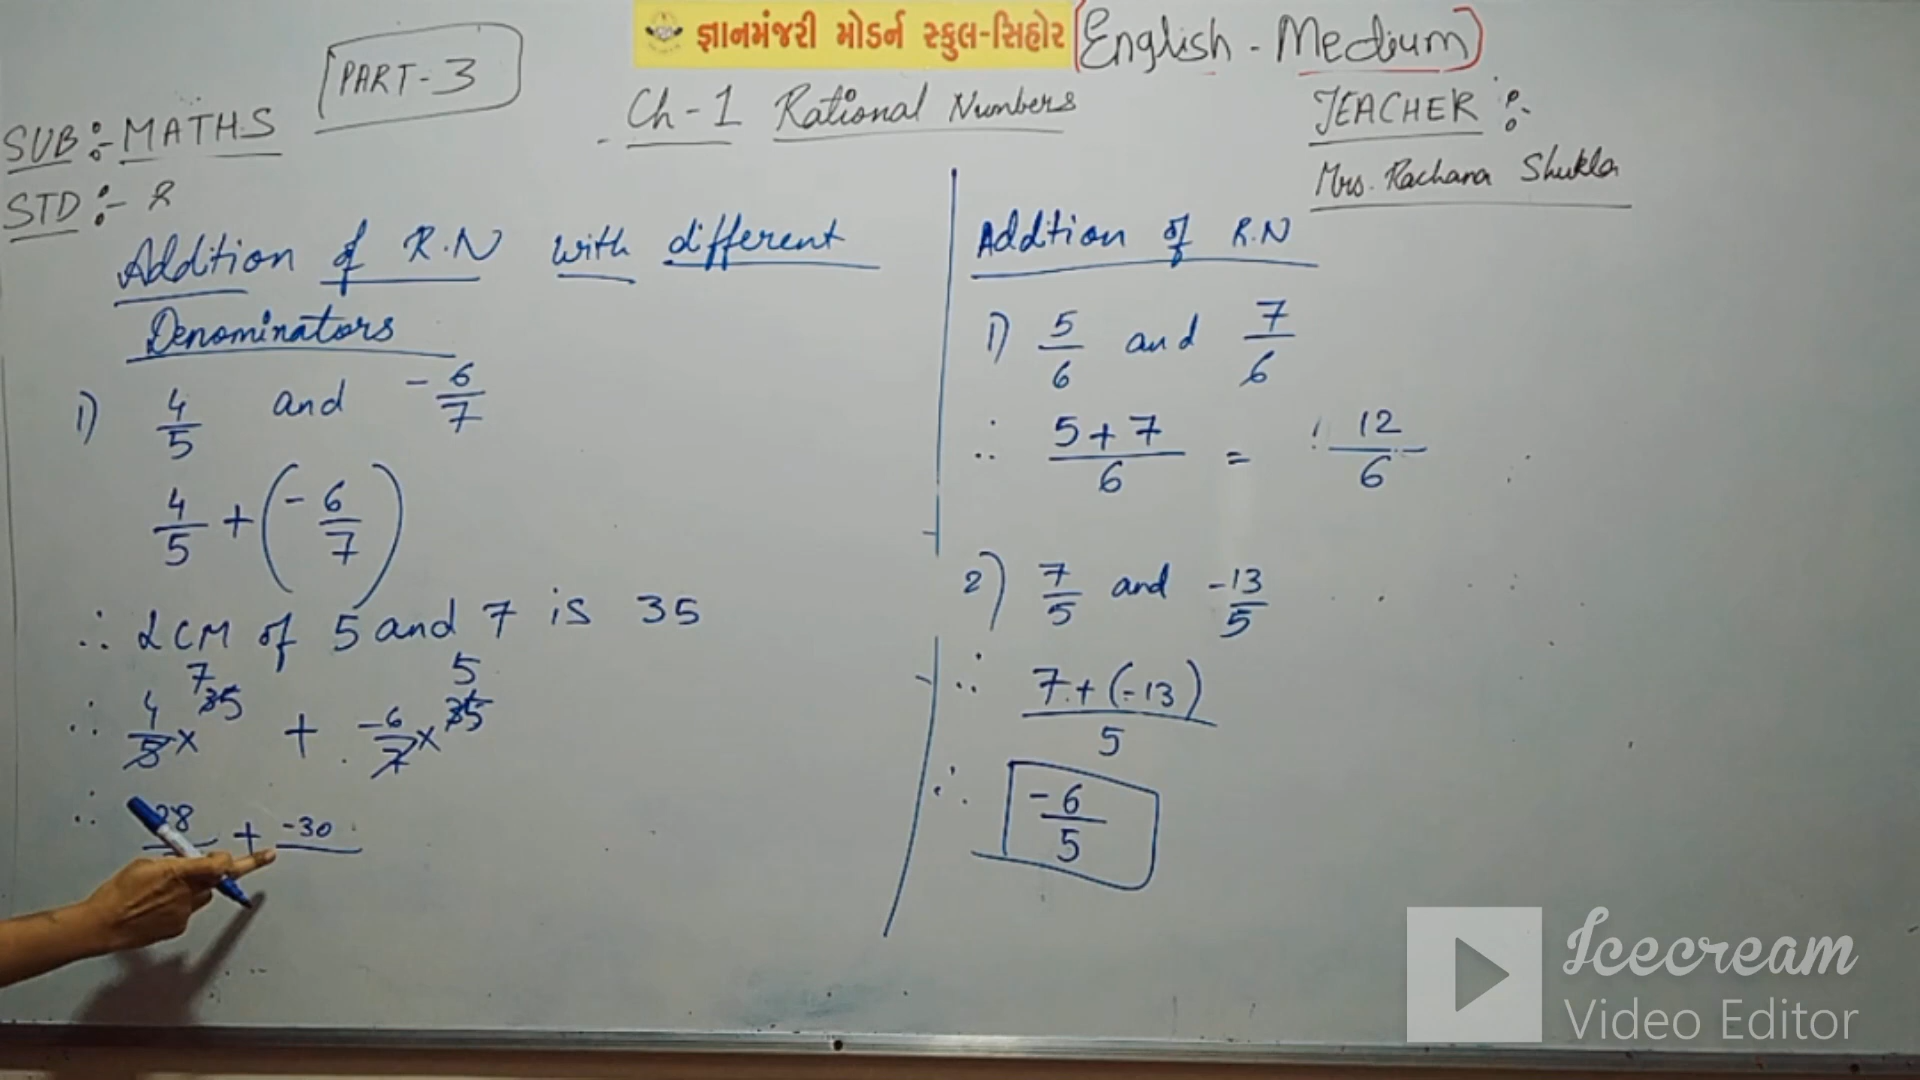 જ્ઞાનમંજરી મોડર્ન સ્કુલ-સિહોર (English - Medium)
PART-3
Ch-1 Rational Numbers
TEACHER :-
Mrs. Rachana Shukla
SUB :- MATHS
STD :- 8
Addition of R.N with different
Denominators
1) 4/5 and -6/7
4/5 + (-6/7)
∴ LCM of 5 and 7 is 35
7 5
∴ 4/5 × 35 + -6/7 × 35
∴ 28 + -30
Addtion of R.N
1) 5/6 and 7/6
∴ 5+7/6 = 12/6
2) 7/5 and -13/5
∴ 7+(-13)/5
∴ -6/5
Icecream
Video Editor